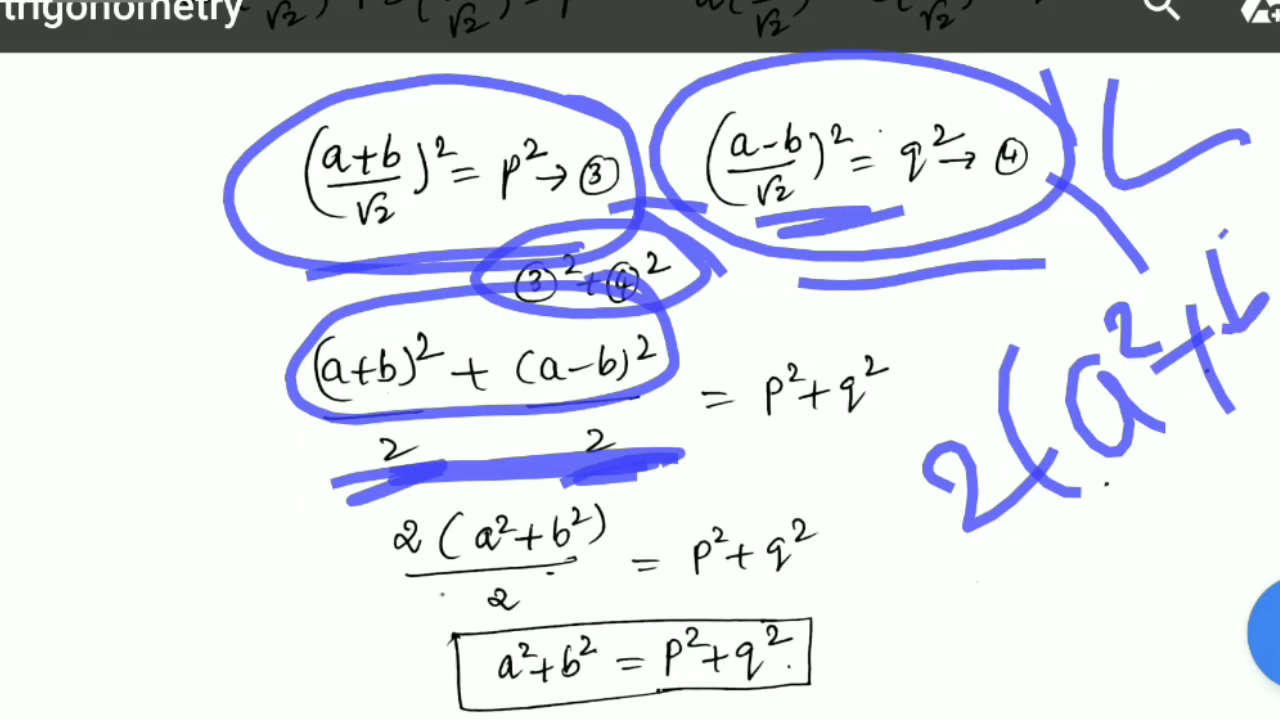 trigonometry
(a+b/√2)² = p² → ③ (a-b/√2)² = q² → ④
③² + ④²
(a+b)²/2 + (a-b)²/2 = p² + q²
2(a²+b
2(a²+b²)/2 = p² + q²
a²+b² = p²+q².